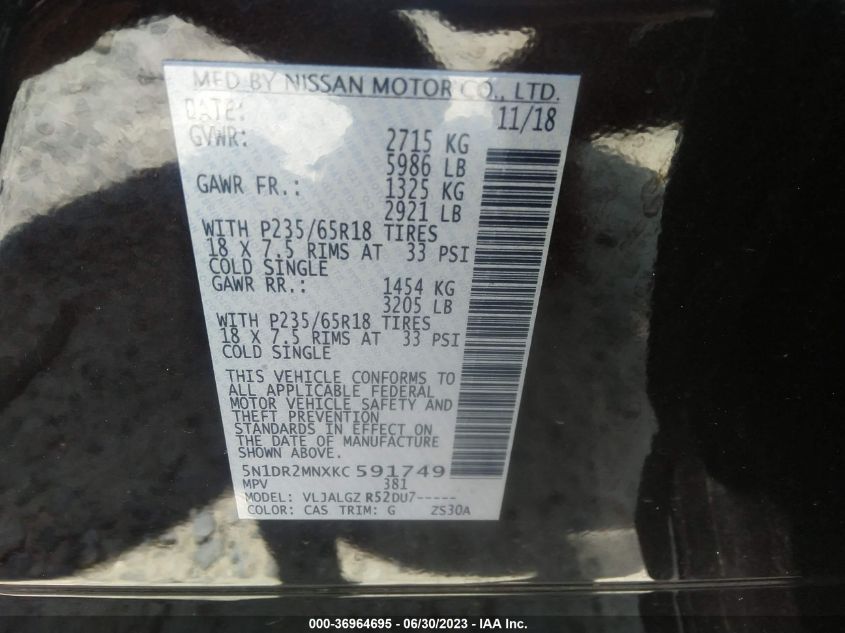 MFD BY NISSAN MOTOR CO., LTD.
DATE: 11/18
GVWR: 2715 KG
5986 LB
GAWR FR.: 1325 KG
2921 LB
WITH P235/65R18 TIRES
18 X 7.5 RIMS AT 33 PSI
COLD SINGLE
GAWR RR.: 1454 KG
3205 LB
WITH P235/65R18 TIRES
18 X 7.5 RIMS AT 33 PSI
COLD SINGLE
THIS VEHICLE CONFORMS TO
ALL APPLICABLE FEDERAL
MOTOR VEHICLE SAFETY AND
THEFT PREVENTION
STANDARDS IN EFFECT ON
THE DATE OF MANUFACTURE
SHOWN ABOVE.
5N1DR2MNXKC 591749
MPV 381
MODEL: VLJALGZ R52DU7-----
COLOR: CAS TRIM: G ZS30A
000-36964695 - 06/30/2023 - IAA Inc.